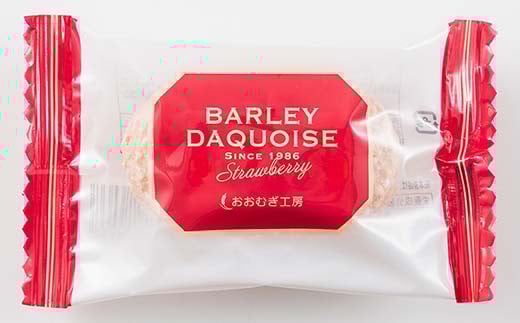 BARLEY
DAQUOISE
SINCE 1986
Strawberry
おおむぎ工房